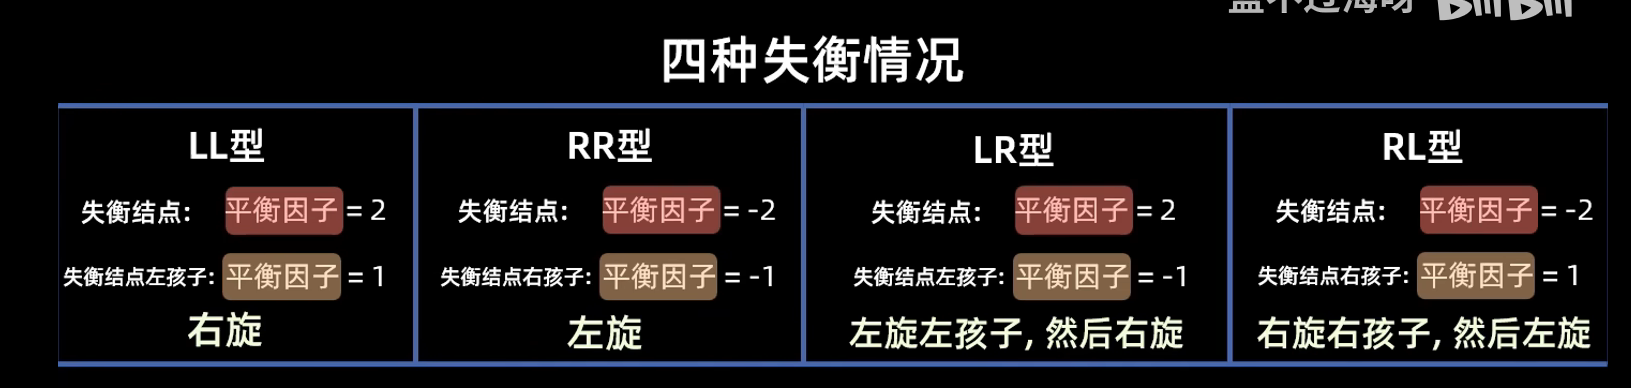 盖不过海呀 bilibili
四种失衡情况
LL型
失衡结点: 平衡因子 = 2
失衡结点左孩子: 平衡因子 = 1
右旋
RR型
失衡结点: 平衡因子 = -2
失衡结点右孩子: 平衡因子 = -1
左旋
LR型
失衡结点: 平衡因子 = 2
失衡结点左孩子: 平衡因子 = -1
左旋左孩子, 然后右旋
RL型
失衡结点: 平衡因子 = -2
失衡结点右孩子: 平衡因子 = 1
右旋右孩子, 然后左旋